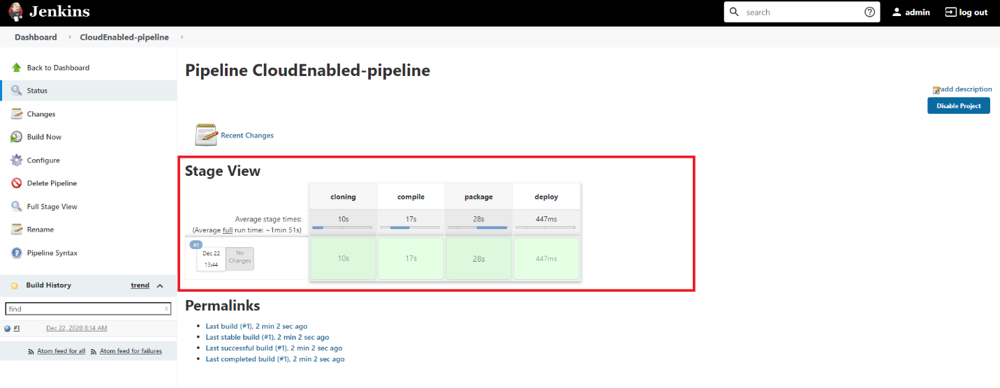 Jenkins
search
admin
log out
Dashboard
CloudEnabled-pipeline
Back to Dashboard
Status
Changes
Build Now
Configure
Delete Pipeline
Full Stage View
Rename
Pipeline Syntax
Build History trend
find x
#1 Dec 22, 2020 8:14 AM
Atom feed for all Atom feed for failures
Pipeline CloudEnabled-pipeline
add description
Disable Project
Recent Changes
Stage View
cloning compile package deploy
Average stage times: 10s 17s 28s 447ms
(Average full run time: ~1min 51s)
#1
Dec 22
13:44
No
Changes
10s 17s 28s 447ms
Permalinks
Last build (#1), 2 min 2 sec ago
Last stable build (#1), 2 min 2 sec ago
Last successful build (#1), 2 min 2 sec ago
Last completed build (#1), 2 min 2 sec ago